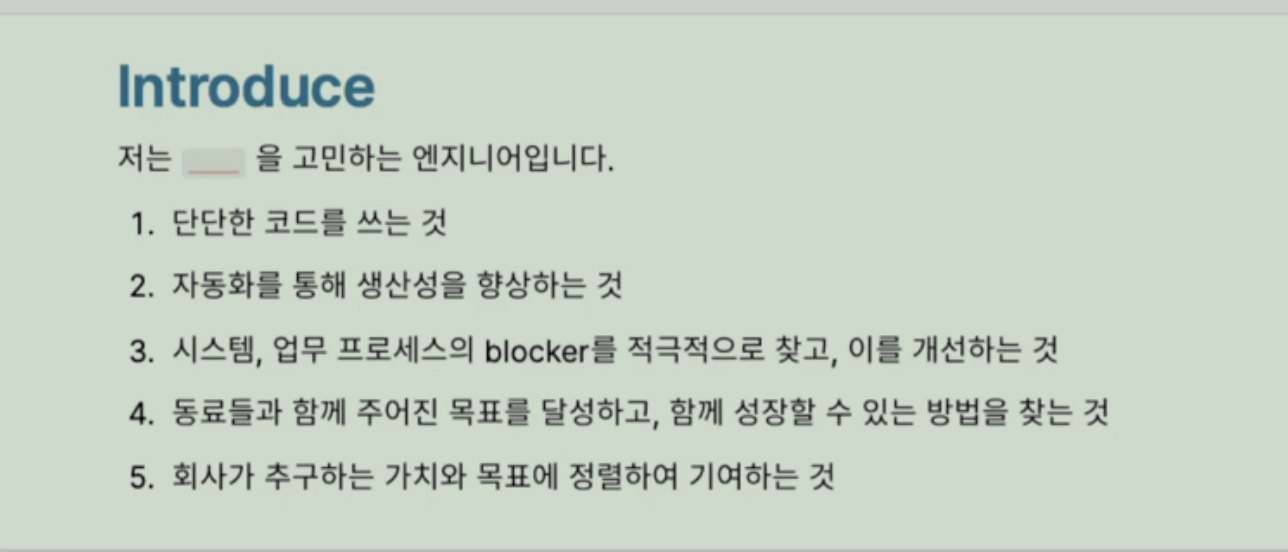 Introduce
저는 ___ 을 고민하는 엔지니어입니다.
1. 단단한 코드를 쓰는 것
2. 자동화를 통해 생산성을 향상하는 것
3. 시스템, 업무 프로세스의 blocker를 적극적으로 찾고, 이를 개선하는 것
4. 동료들과 함께 주어진 목표를 달성하고, 함께 성장할 수 있는 방법을 찾는 것
5. 회사가 추구하는 가치와 목표에 정렬하여 기여하는 것